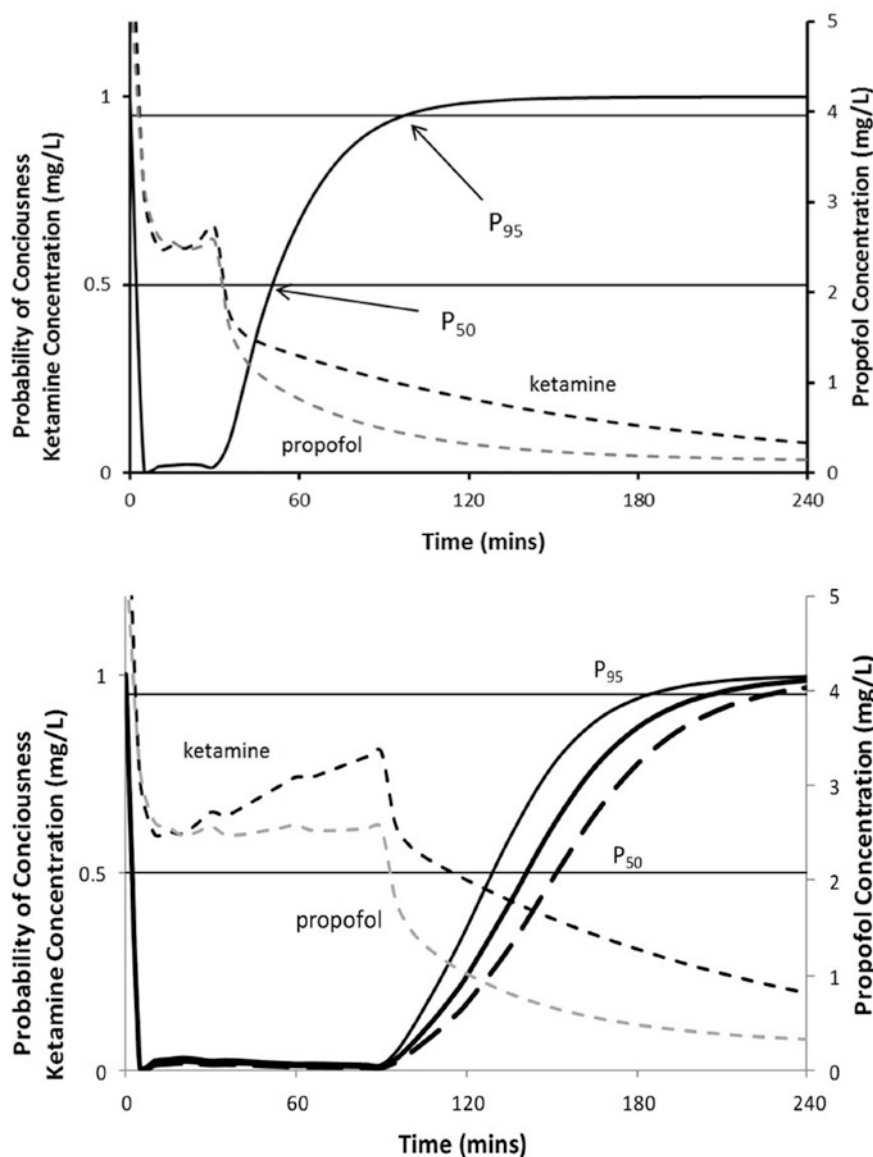 Probability of Conciousness
Ketamine Concentration (mg/L)
1
0.5
0
5
4
3
2
1
0
Propofol Concentration (mg/L)
P95
P50
ketamine
propofol
0
60
120
180
240
Time (mins)
Probability of Conciousness
Ketamine Concentration (mg/L)
1
0.5
0
5
4
3
2
1
0
Propofol Concentration (mg/L)
P95
ketamine
P50
propofol
0
60
120
180
240
Time (mins)